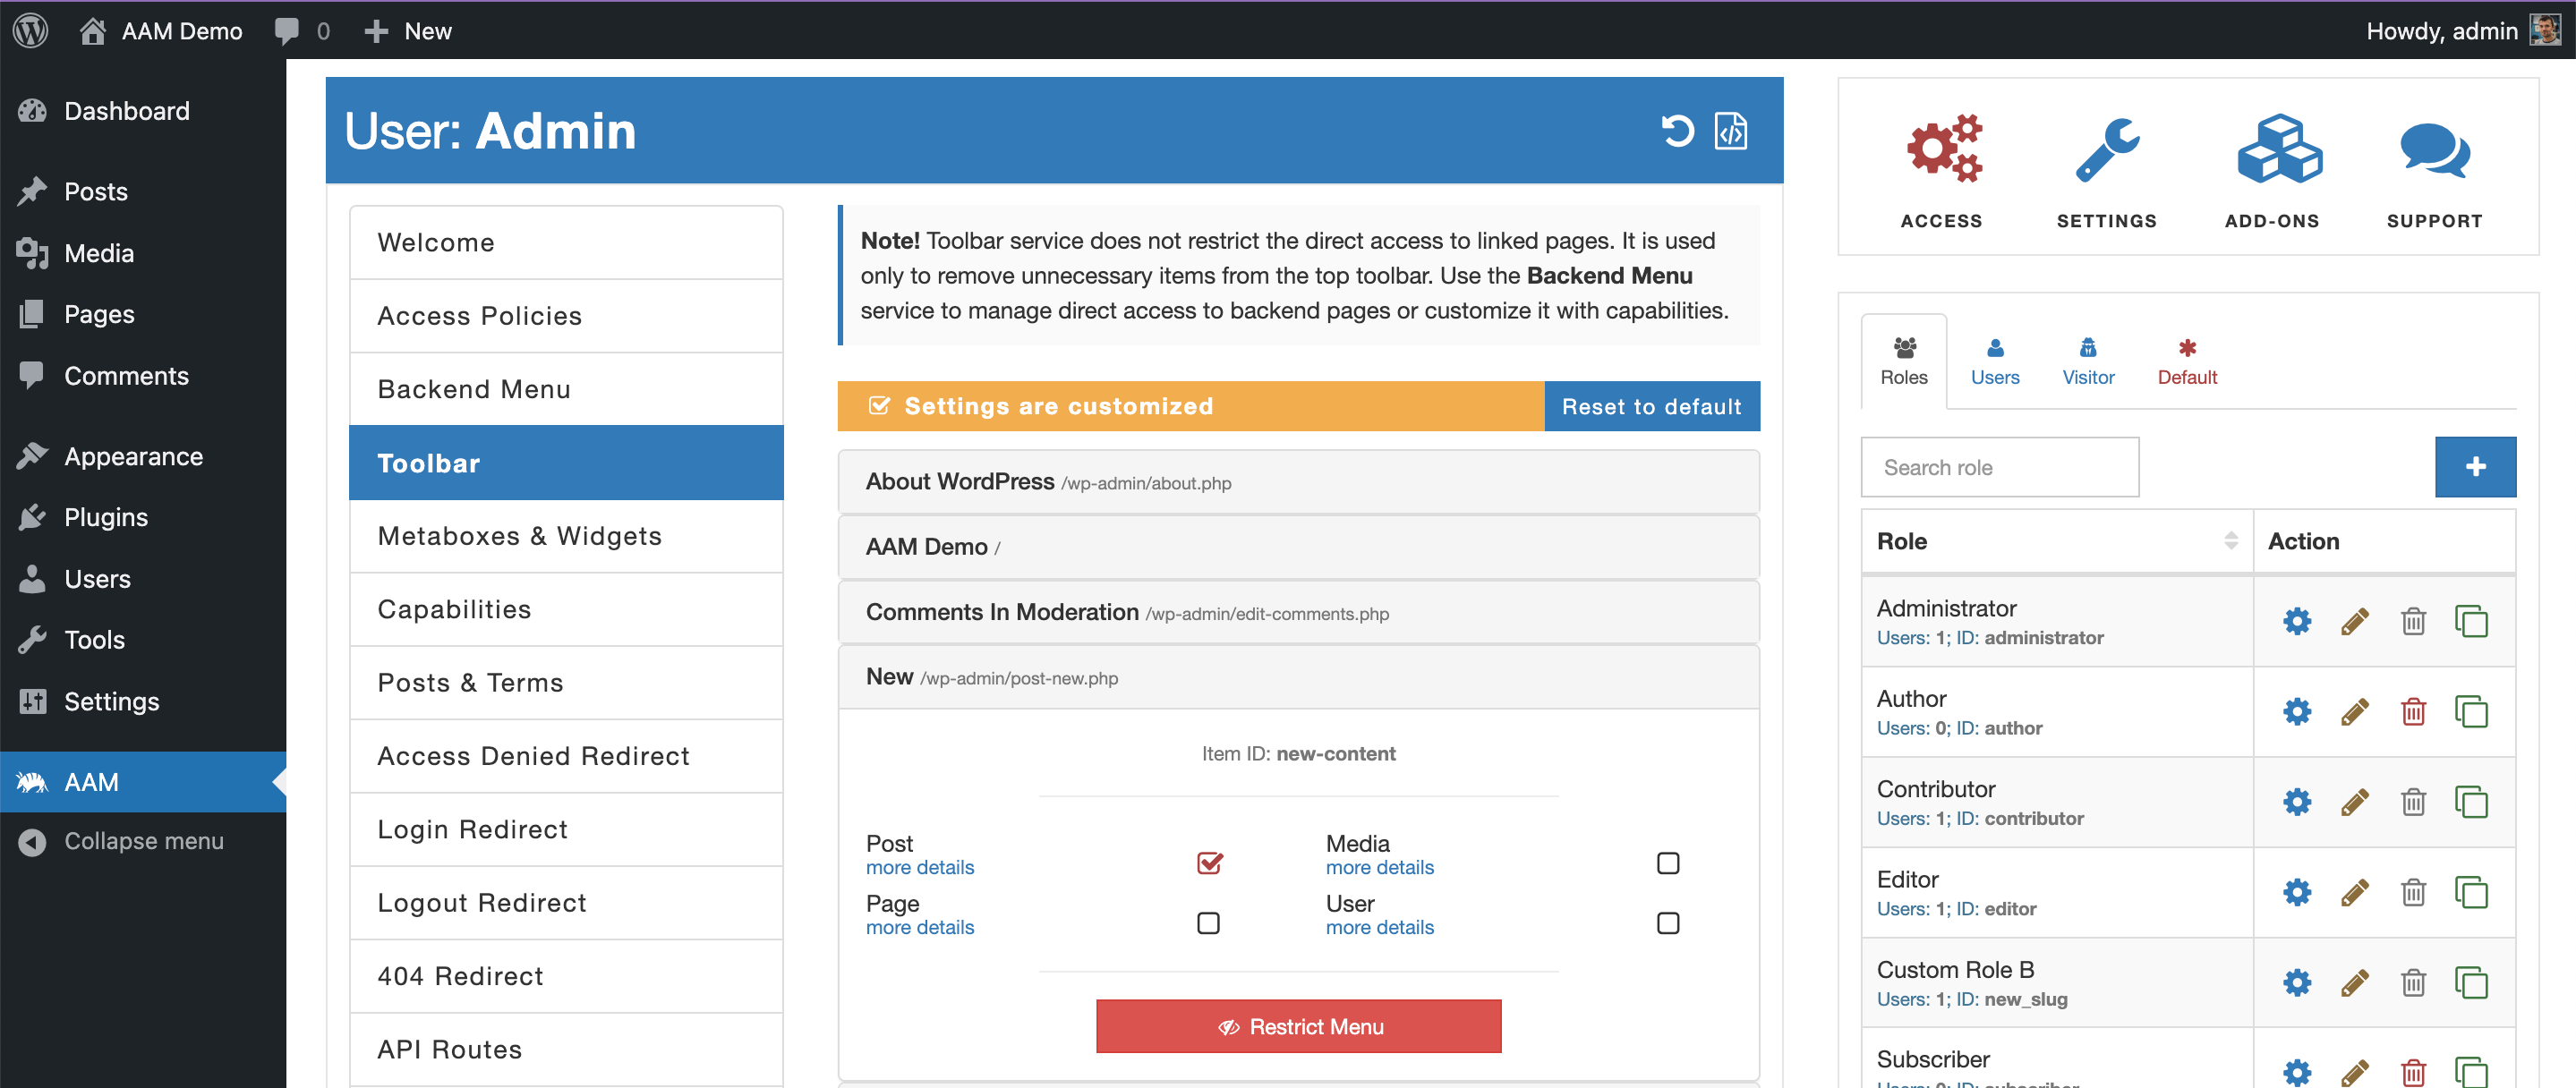 AAM Demo
0
New
Howdy, admin
Dashboard
Posts
Media
Pages
Comments
Appearance
Plugins
Users
Tools
Settings
AAM
Collapse menu
User: Admin
Welcome
Access Policies
Backend Menu
Toolbar
Metaboxes & Widgets
Capabilities
Posts & Terms
Access Denied Redirect
Login Redirect
Logout Redirect
404 Redirect
API Routes
Note! Toolbar service does not restrict the direct access to linked pages. It is used
only to remove unnecessary items from the top toolbar. Use the Backend Menu
service to manage direct access to backend pages or customize it with capabilities.
Settings are customized
Reset to default
About WordPress /wp-admin/about.php
AAM Demo /
Comments In Moderation /wp-admin/edit-comments.php
New /wp-admin/post-new.php
Item ID: new-content
Post
more details
Media
more details
Page
more details
User
more details
Restrict Menu
ACCESS
SETTINGS
ADD-ONS
SUPPORT
Roles
Users
Visitor
Default
Search role
Role
Action
Administrator
Users: 1; ID: administrator
Author
Users: 0; ID: author
Contributor
Users: 1; ID: contributor
Editor
Users: 1; ID: editor
Custom Role B
Users: 1; ID: new_slug
Subscriber
Users: 0; ID: subscriber